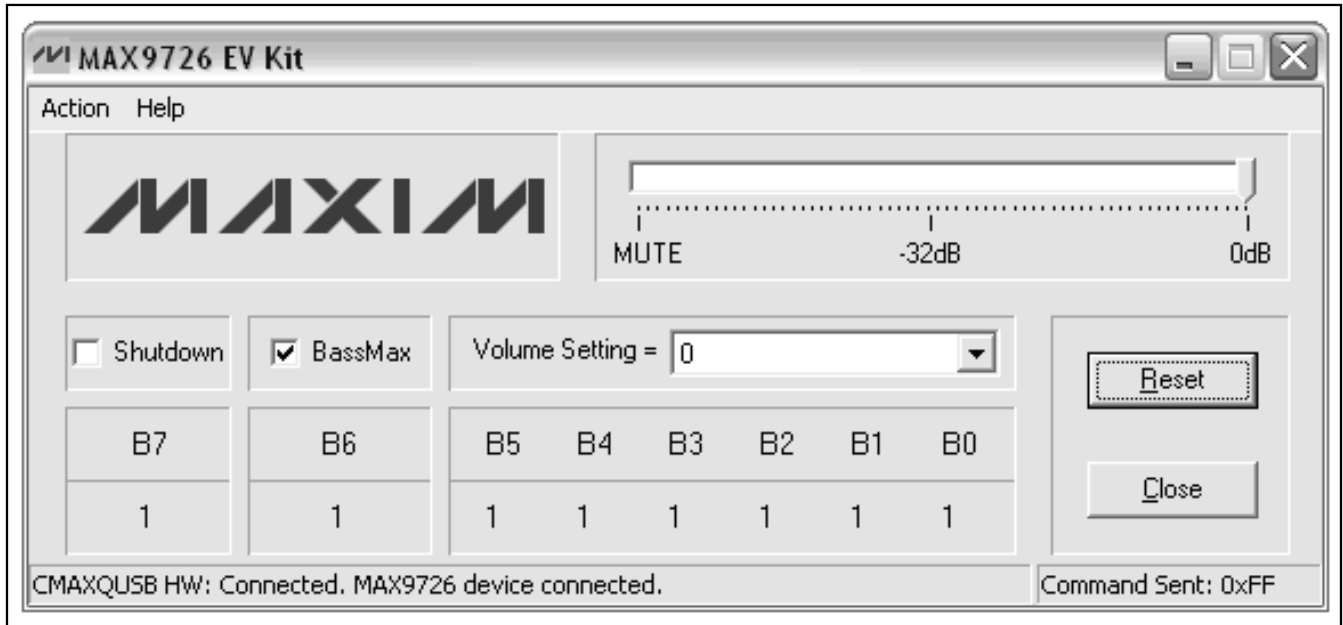 MAX9726 EV Kit
Action Help
MAXIM
MUTE -32dB 0dB
Shutdown BassMax Volume Setting = 0
Reset
B7 B6 B5 B4 B3 B2 B1 B0
Close
1 1 1 1 1 1 1 1
CMAXQUSB HW: Connected. MAX9726 device connected. Command Sent: 0xFF